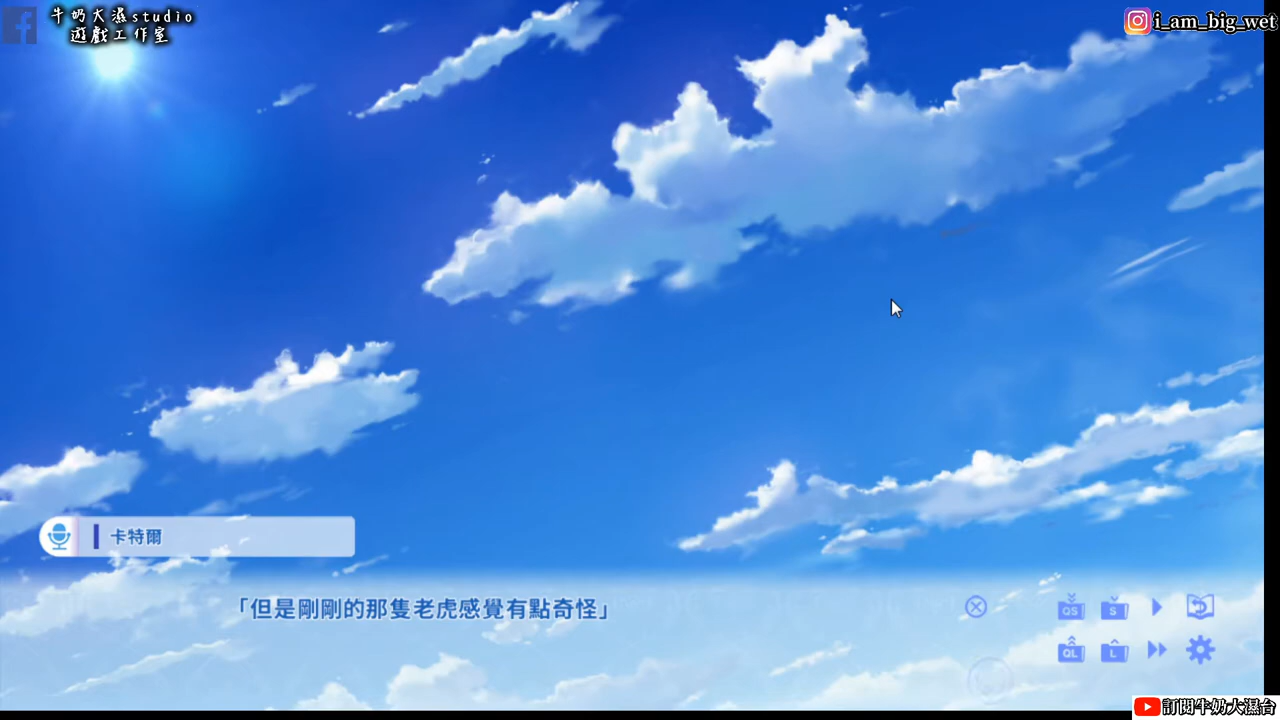 牛奶大濕studio
遊戲工作室
i_am_big_wet
卡特爾
「但是剛剛的那隻老虎感覺有點奇怪」
QS
S
QL
L
訂閱牛奶大濕台